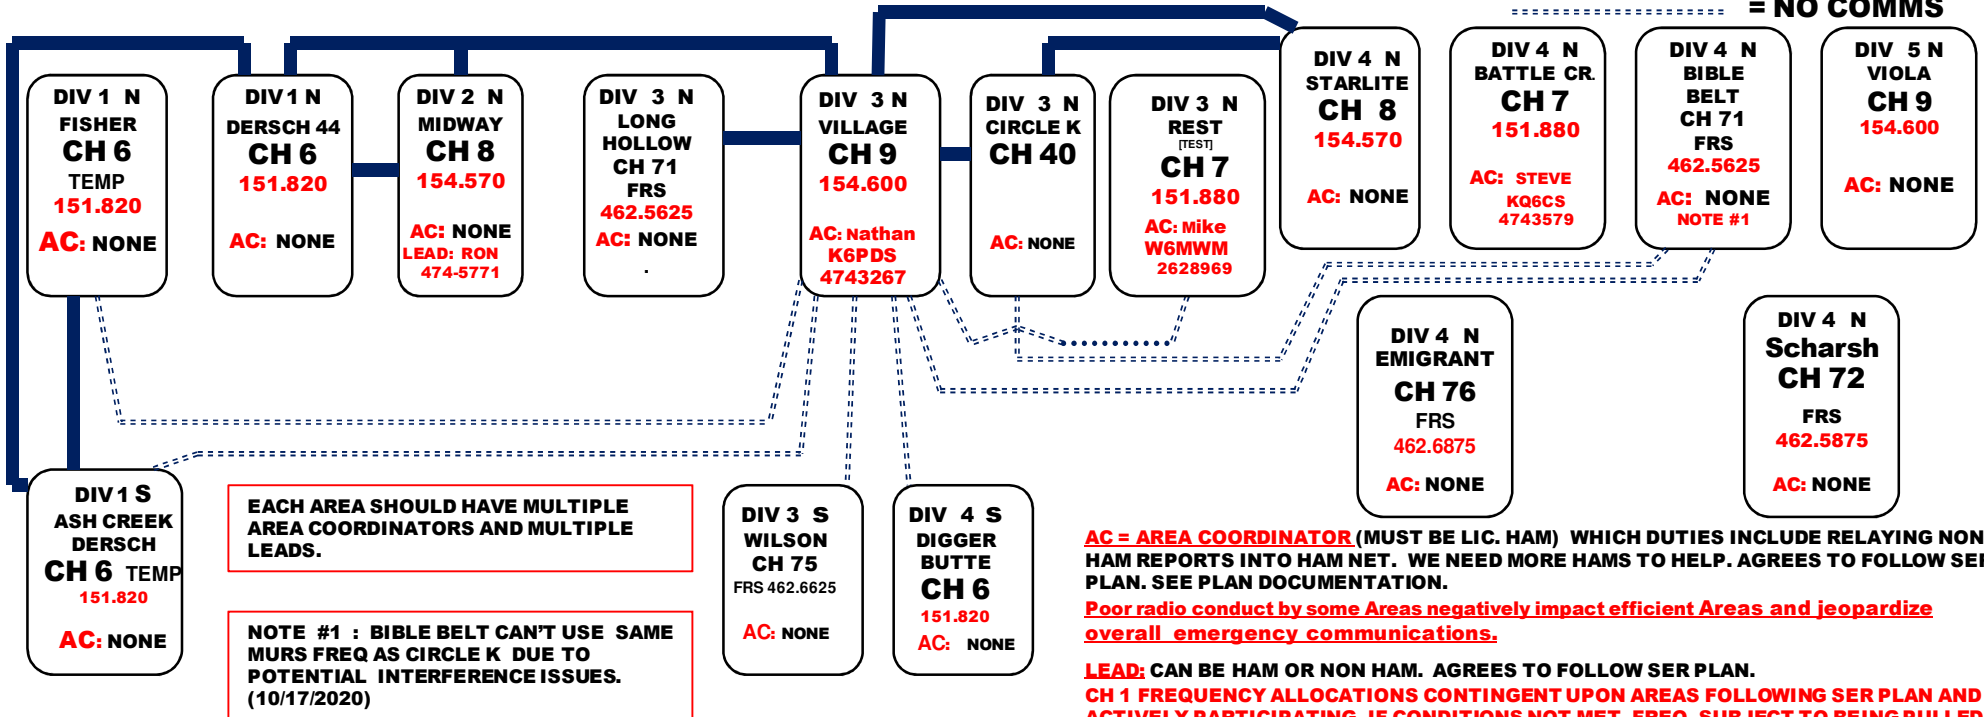 = NO COMMS
DIV 1 N
FISHER
CH 6
TEMP
151.820
AC: NONE
DIV 1 N
DERSCH 44
CH 6
151.820
AC: NONE
DIV 2 N
MIDWAY
CH 8
154.570
AC: NONE
LEAD: RON
474-5771
DIV 3 N
LONG
HOLLOW
CH 71
FRS
462.5625
AC: NONE
.
DIV 3 N
VILLAGE
CH 9
154.600
AC: Nathan
K6PDS
4743267
DIV 3 N
CIRCLE K
CH 40
AC: NONE
DIV 3 N
REST
[TEST]
CH 7
151.880
AC: Mike
W6MWM
2628969
DIV 4 N
STARLITE
CH 8
154.570
AC: NONE
DIV 4 N
BATTLE CR.
CH 7
151.880
AC: STEVE
KQ6CS
4743579
DIV 4 N
BIBLE
BELT
CH 71
FRS
462.5625
AC: NONE
NOTE #1
DIV 5 N
VIOLA
CH 9
154.600
AC: NONE
DIV 4 N
EMIGRANT
CH 76
FRS
462.6875
AC: NONE
DIV 4 N
Scharsh
CH 72
FRS
462.5875
AC: NONE
DIV 1 S
ASH CREEK
DERSCH
CH 6 TEMP
151.820
AC: NONE
EACH AREA SHOULD HAVE MULTIPLE
AREA COORDINATORS AND MULTIPLE
LEADS.
NOTE #1 : BIBLE BELT CAN'T USE SAME
MURS FREQ AS CIRCLE K DUE TO
POTENTIAL INTERFERENCE ISSUES.
(10/17/2020)
DIV 3 S
WILSON
CH 75
FRS 462.6625
AC: NONE
DIV 4 S
DIGGER
BUTTE
CH 6
151.820
AC: NONE
AC = AREA COORDINATOR (MUST BE LIC. HAM) WHICH DUTIES INCLUDE RELAYING NON
HAM REPORTS INTO HAM NET. WE NEED MORE HAMS TO HELP. AGREES TO FOLLOW SER
PLAN. SEE PLAN DOCUMENTATION.
Poor radio conduct by some Areas negatively impact efficient Areas and jeopardize
overall emergency communications.
LEAD: CAN BE HAM OR NON HAM. AGREES TO FOLLOW SER PLAN.
CH 1 FREQUENCY ALLOCATIONS CONTINGENT UPON AREAS FOLLOWING SER PLAN AND
ACTIVELY PARTICIPATING. IF CONDITIONS NOT MET, FREQ. SUBJECT TO BEING PULLED